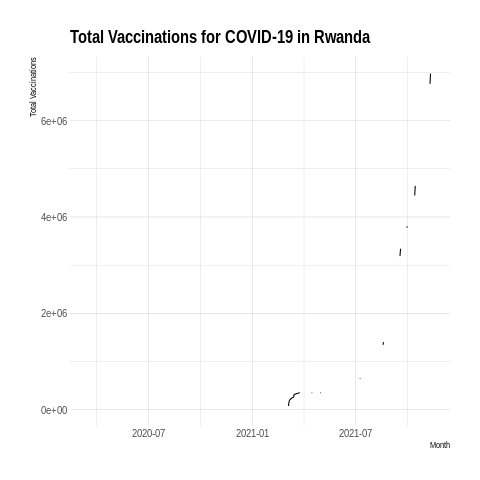 Total Vaccinations for COVID-19 in Rwanda
Total Vaccinations
6e+06
4e+06
2e+06
0e+00
2020-07
2021-01
2021-07
Month